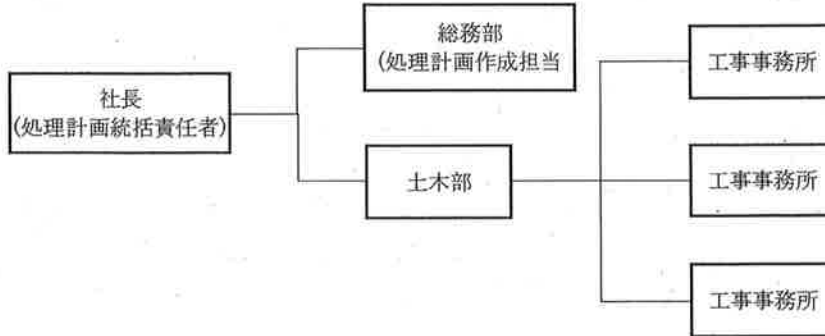 総務部
(処理計画作成担当
社長
(処理計画統括責任者)
土木部
工事事務所
工事事務所
工事事務所